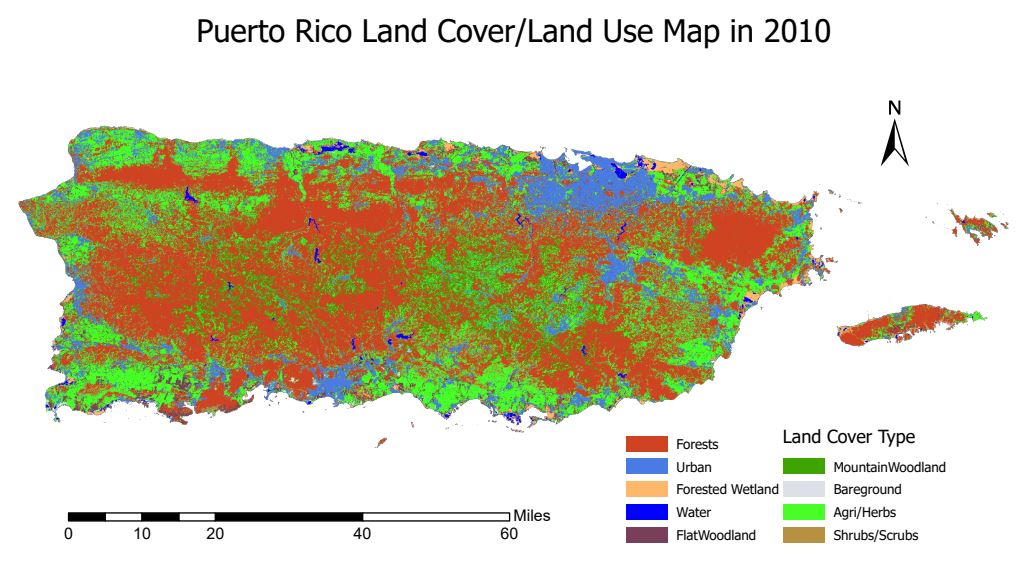 Puerto Rico Land Cover/Land Use Map in 2010
N
Land Cover Type
Forests
Urban
Forested Wetland
Water
FlatWoodland
MountainWoodland
Bareground
Agri/Herbs
Shrubs/Scrubs
Miles
0 10 20 40 60